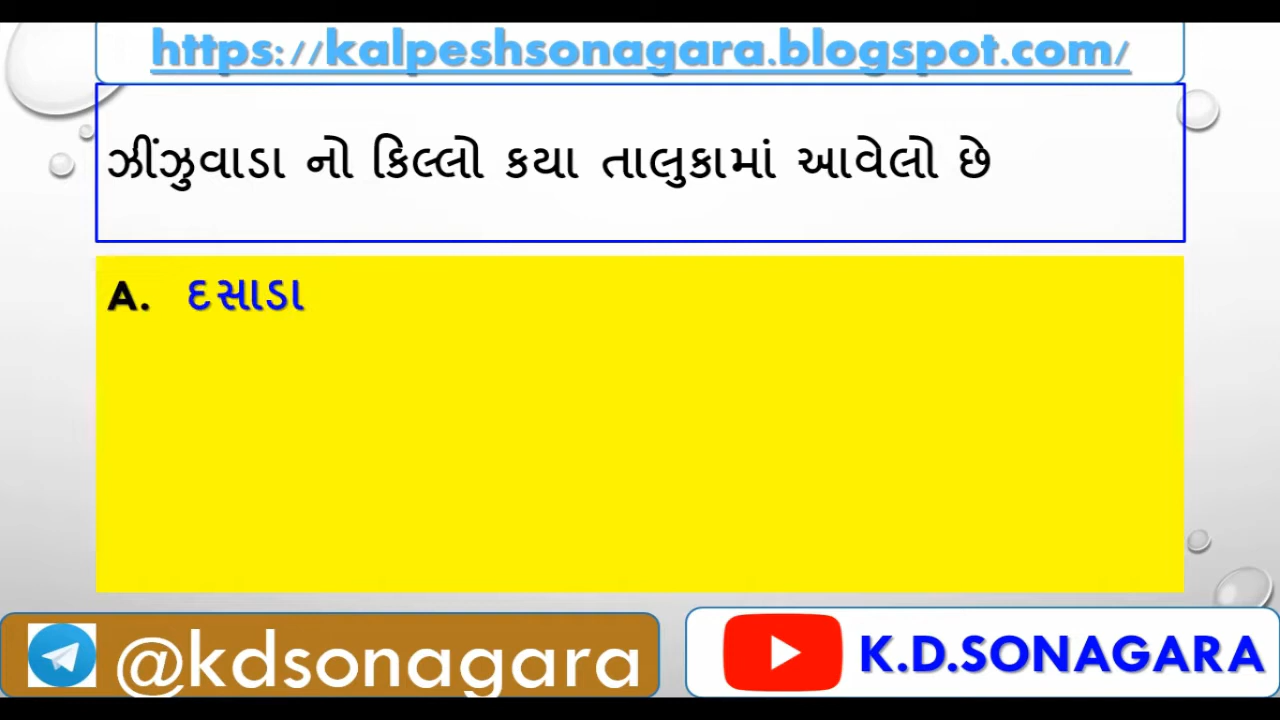 https://kalpeshsonagara.blogspot.com/
ઝીંઝુવાડા નો કિલ્લો કયા તાલુકામાં આવેલો છે
A. દસાડા
@kdsonagara
K.D.SONAGARA